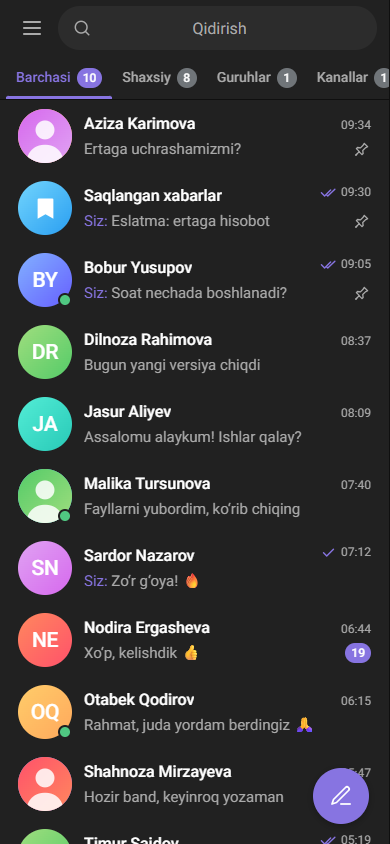 Qidirish
Barchasi 10 Shaxsiy 8 Guruhlar 1 Kanallar
Aziza Karimova 09:34
Ertaga uchrashamizmi?
Saqlangan xabarlar 09:30
Siz: Eslatma: ertaga hisobot
BY Bobur Yusupov 09:05
Siz: Soat nechada boshlanadi?
DR Dilnoza Rahimova 08:37
Bugun yangi versiya chiqdi
JA Jasur Aliyev 08:09
Assalomu alaykum! Ishlar qalay?
Malika Tursunova 07:40
Fayllarni yubordim, ko‘rib chiqing
SN Sardor Nazarov 07:12
Siz: Zo‘r g‘oya! 🔥
NE Nodira Ergasheva 06:44
Xo‘p, kelishdik 👍 19
OQ Otabek Qodirov 06:15
Rahmat, juda yordam berdingiz 🙏
Shahnoza Mirzayeva
Hozir band, keyinroq yozaman
Timur Saidov 05:19